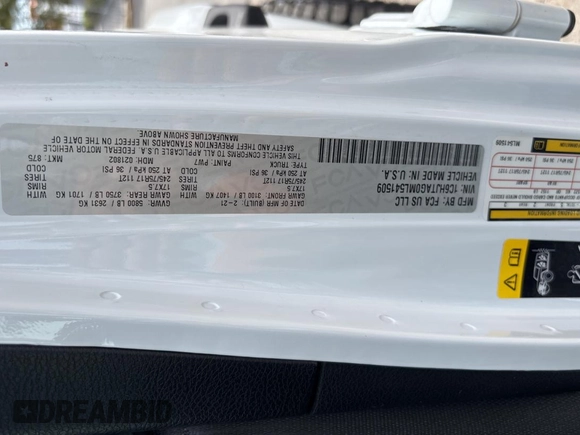 MFD BY: FCA US LLC
DATE OF MFR (BUILT): 2-21
GVWR: 5800 LB 2631 KG
GAWR FRONT: 3100 LB / 1407 KG WITH
GAWR REAR: 3750 LB / 1701 KG WITH
17X7.5 RIMS
17X7.5 RIMS
245/75R17 112T
245/75R17 112T
AT 250 kPa / 36 PSI COLD
AT 250 kPa / 36 PSI COLD
TYPE: TRUCK
PAINT: PW7
MDH: 021802
MKT: 875
THIS VEHICLE CONFORMS TO ALL APPLICABLE U.S.A. FEDERAL MOTOR VEHICLE
SAFETY AND THEFT PREVENTION STANDARDS IN EFFECT ON THE DATE OF
MANUFACTURE SHOWN ABOVE
VIN:
VEHICLE MADE IN: U.S.A.
ML541509
DREAMBID